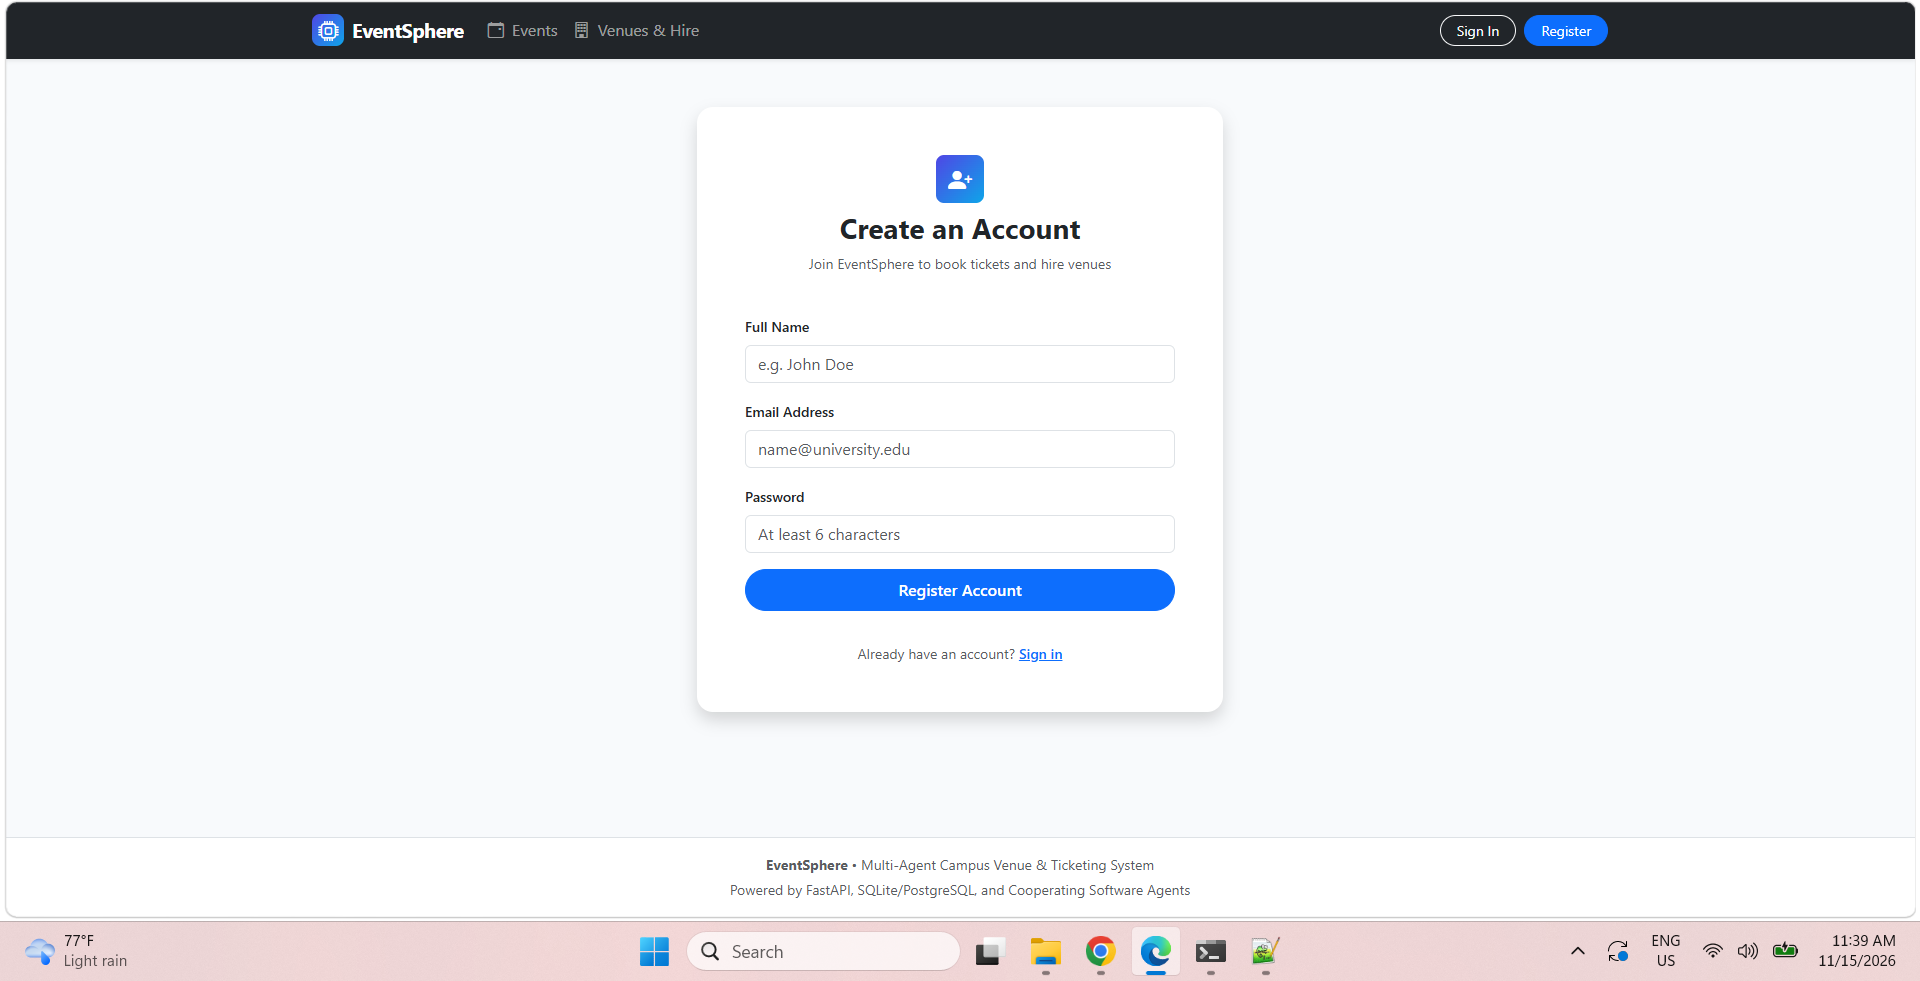 EventSphere
Events
Venues & Hire
Sign In
Register
Create an Account
Join EventSphere to book tickets and hire venues
Full Name
e.g. John Doe
Email Address
name@university.edu
Password
At least 6 characters
Register Account
Already have an account? Sign in
EventSphere • Multi-Agent Campus Venue & Ticketing System
Powered by FastAPI, SQLite/PostgreSQL, and Cooperating Software Agents
77°F
Light rain
Search
ENG
US
11:39 AM
11/15/2026